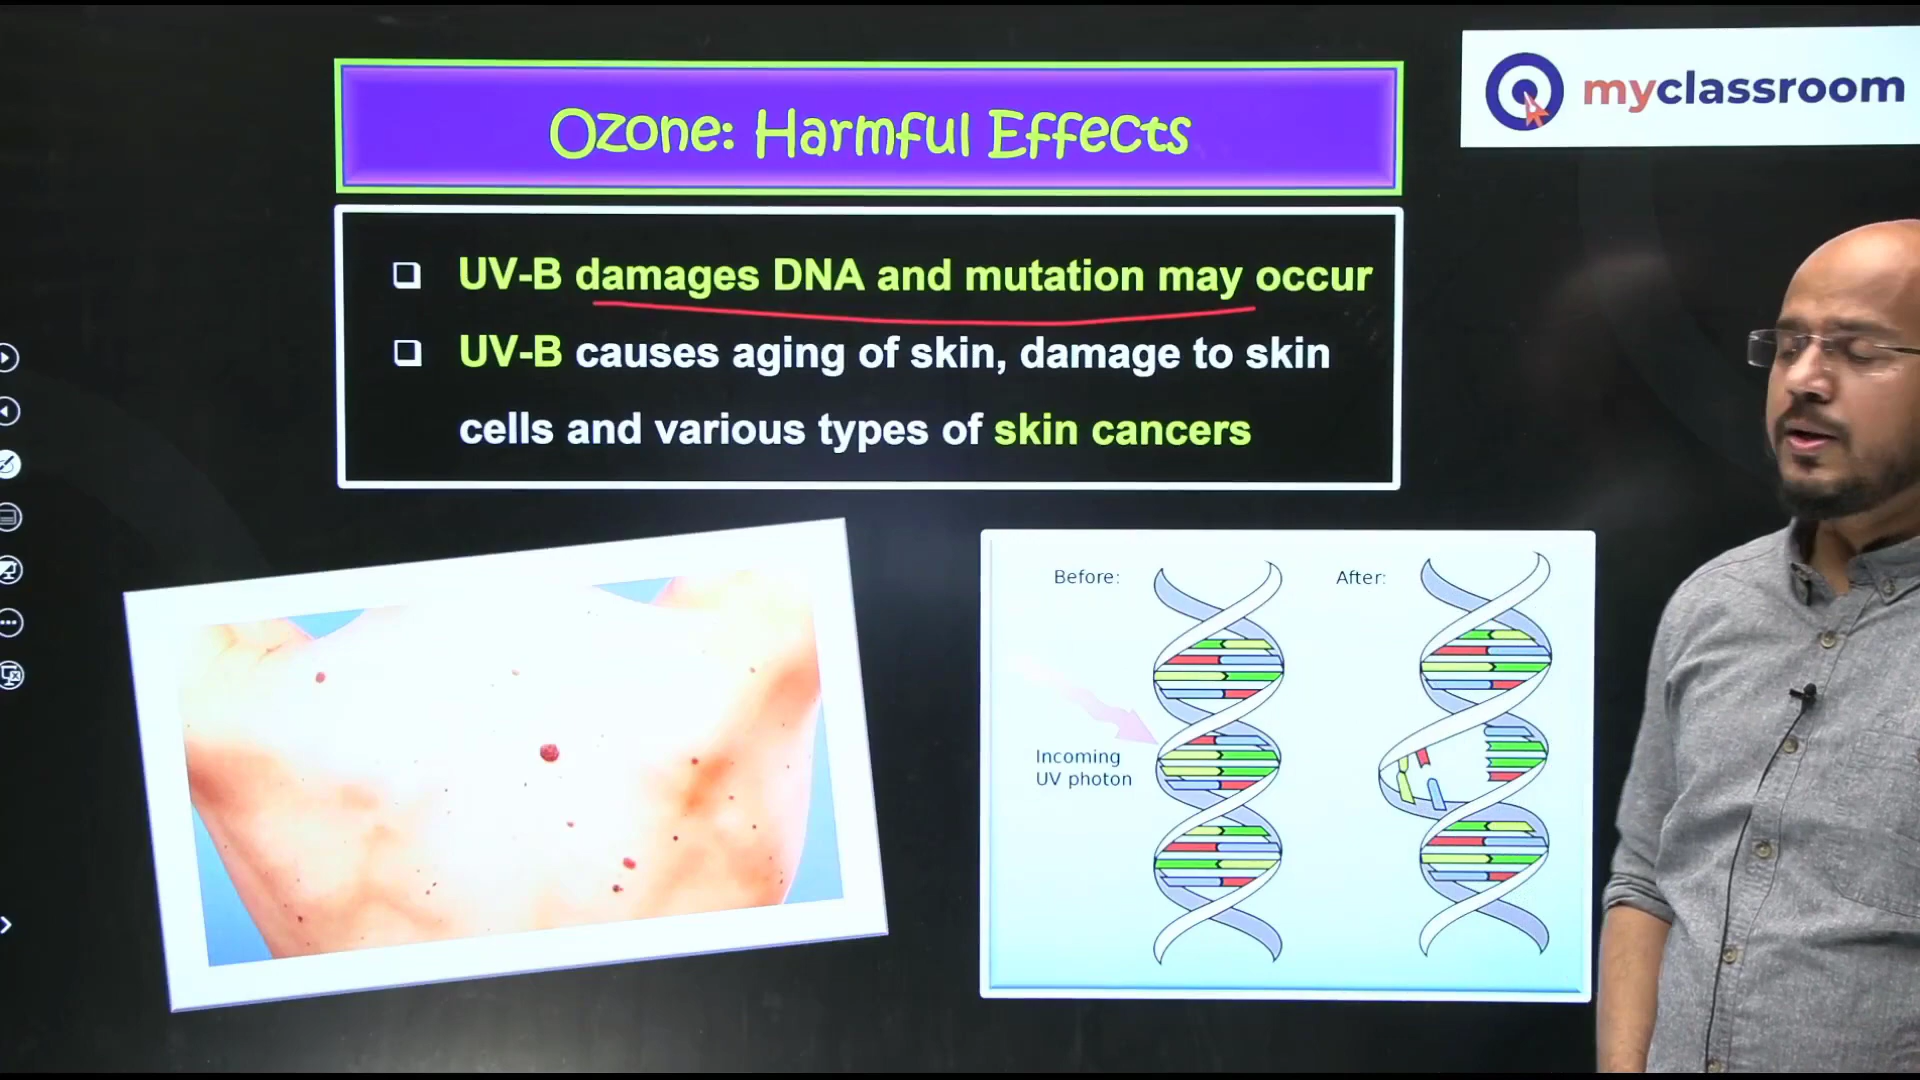 Ozone: Harmful Effects
myclassroom
UV-B damages DNA and mutation may occur
UV-B causes aging of skin, damage to skin
cells and various types of skin cancers
Before:
After:
Incoming
UV photon